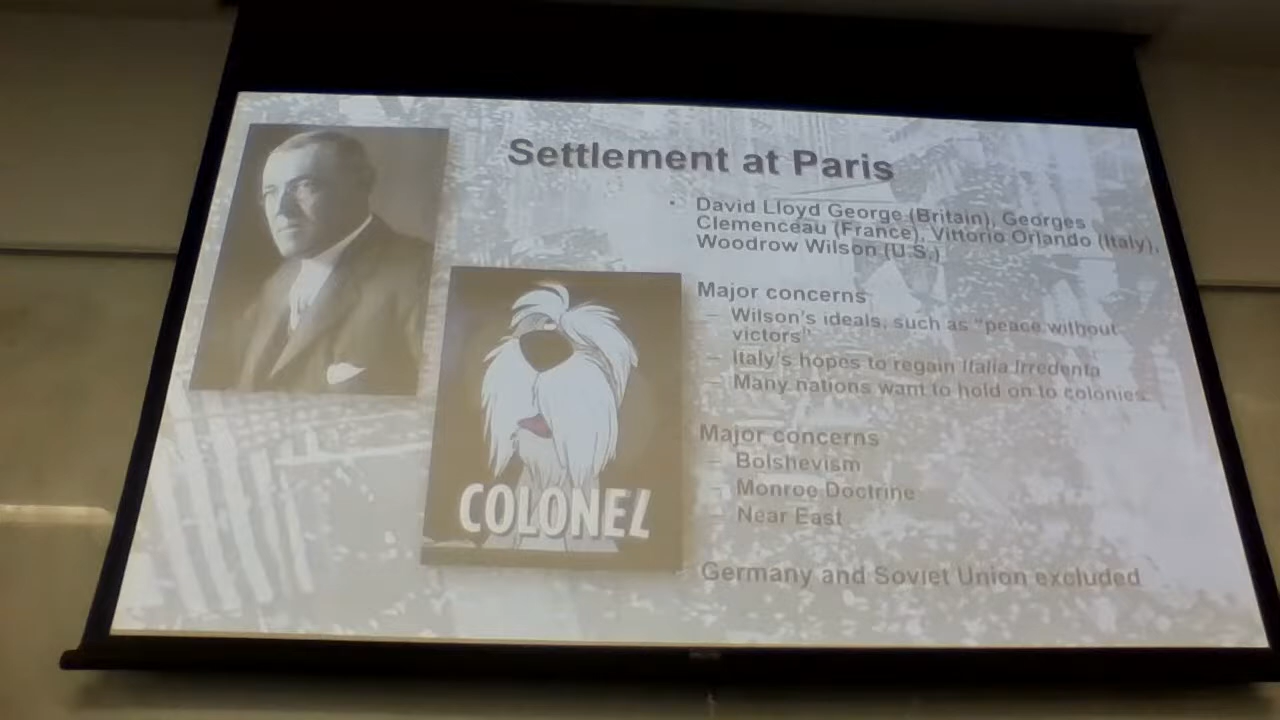 Settlement at Paris
• David Lloyd George (Britain), Georges
Clemenceau (France), Vittorio Orlando (Italy),
Woodrow Wilson (U.S.)
Major concerns
– Wilson's ideals, such as "peace without
victors"
– Italy's hopes to regain Italia Irredenta
– Many nations want to hold on to colonies
Major concerns
– Bolshevism
– Monroe Doctrine
– Near East
Germany and Soviet Union excluded
COLONEL